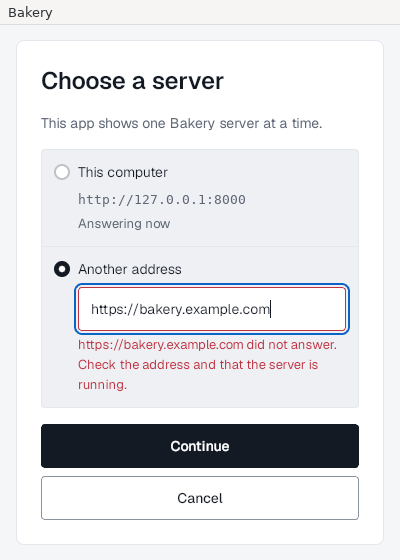 Bakery
Choose a server
This app shows one Bakery server at a time.
This computer
http://127.0.0.1:8000
Answering now
Another address
https://bakery.example.com
https://bakery.example.com did not answer.
Check the address and that the server is
running.
Continue
Cancel